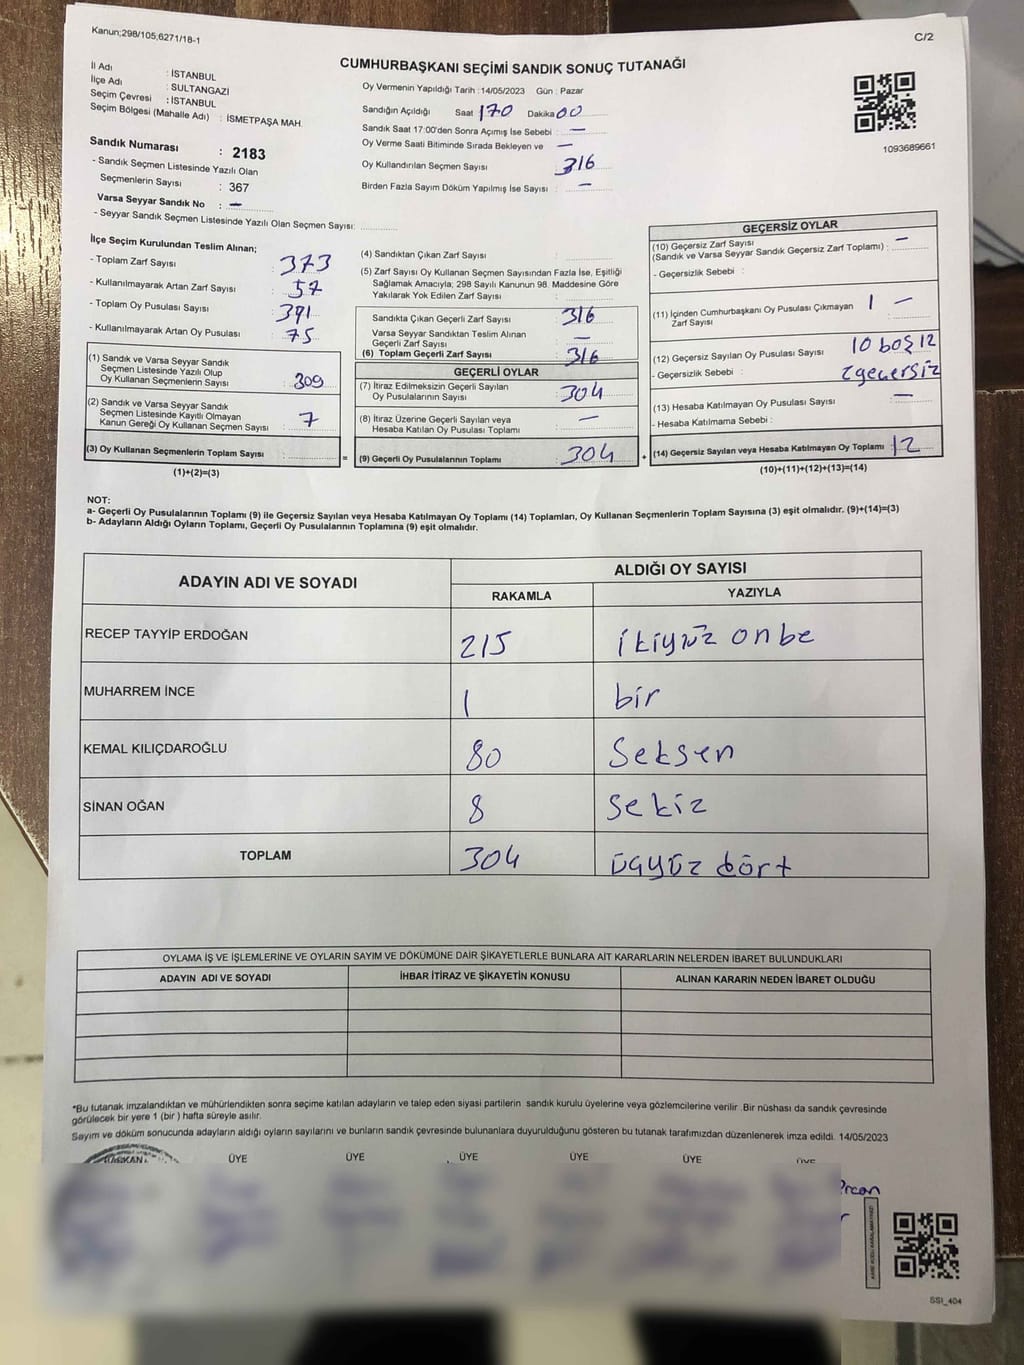 Kanun;298/105,6271/18-1
C/2
CUMHURBAŞKANI SEÇİMİ SANDIK SONUÇ TUTANAĞI
İl Adı : İSTANBUL
İlçe Adı : SULTANGAZİ
Seçim Çevresi : İSTANBUL
Seçim Bölgesi (Mahalle Adı) : İSMETPAŞA MAH.
Sandık Numarası : 2183
- Sandık Seçmen Listesinde Yazılı Olan
Seçmenlerin Sayısı : 367
Varsa Seyyar Sandık No : -
- Seyyar Sandık Seçmen Listesinde Yazılı Olan Seçmen Sayısı:
Oy Vermenin Yapıldığı Tarih :14/05/2023 Gün : Pazar
Sandığın Açıldığı Saat 170 Dakika 00
Sandık Saat 17:00'den Sonra Açımış İse Sebebi : -
Oy Verme Saati Bitiminde Sırada Bekleyen ve -
Oy Kullandırılan Seçmen Sayısı 316
Birden Fazla Sayım Döküm Yapılmış İse Sayısı : -
1093689661
İlçe Seçim Kurulundan Teslim Alınan;
- Toplam Zarf Sayısı : 373
- Kullanılmayarak Artan Zarf Sayısı : 57
- Toplam Oy Pusulası Sayısı : 391
- Kullanılmayarak Artan Oy Pusulası : 75
(1) Sandık ve Varsa Seyyar Sandık
Seçmen Listesinde Yazılı Olup
Oy Kullanan Seçmenlerin Sayısı : 309
(2) Sandık ve Varsa Seyyar Sandık
Seçmen Listesinde Kayıtlı Olmayan
Kanun Gereği Oy Kullanan Seçmen Sayısı : 7
(3) Oy Kullanan Seçmenlerin Toplam Sayısı :
(1)+(2)=(3)
=
(4) Sandıktan Çıkan Zarf Sayısı :
(5) Zarf Sayısı Oy Kullanan Seçmen Sayısından Fazla İse, Eşitliği
Sağlamak Amacıyla; 298 Sayılı Kanunun 98. Maddesine Göre
Yakılarak Yok Edilen Zarf Sayısı :
Sandıkta Çıkan Geçerli Zarf Sayısı : 316
Varsa Seyyar Sandıktan Teslim Alınan
Geçerli Zarf Sayısı : -
(6) Toplam Geçerli Zarf Sayısı : 316
GEÇERLİ OYLAR
(7) İtiraz Edilmeksizin Geçerli Sayılan
Oy Pusulalarının Sayısı : 304
(8) İtiraz Üzerine Geçerli Sayılan veya
Hesaba Katılan Oy Pusulası Toplamı : -
(9) Geçerli Oy Pusulalarının Toplamı : 304
+
GEÇERSİZ OYLAR
(10) Geçersiz Zarf Sayısı
(Sandık ve Varsa Seyyar Sandık Geçersiz Zarf Toplamı) : -
- Geçersizlik Sebebi :
(11) İçinden Cumhurbaşkanı Oy Pusulası Çıkmayan
Zarf Sayısı : 1 -
(12) Geçersiz Sayılan Oy Pusulası Sayısı : 10 boş 12
- Geçersizlik Sebebi : 2 geçersiz
(13) Hesaba Katılmayan Oy Pusulası Sayısı : -
- Hesaba Katılmama Sebebi :
(14) Geçersiz Sayılan veya Hesaba Katılmayan Oy Toplamı : 12
(10)+(11)+(12)+(13)=(14)
NOT:
a- Geçerli Oy Pusulalarının Toplamı (9) ile Geçersiz Sayılan veya Hesaba Katılmayan Oy Toplamı (14) Toplamları, Oy Kullanan Seçmenlerin Toplam Sayısına (3) eşit olmalıdır. (9)+(14)=(3)
b- Adayların Aldığı Oyların Toplamı, Geçerli Oy Pusulalarının Toplamına (9) eşit olmalıdır.
ADAYIN ADI VE SOYADI
ALDIĞI OY SAYISI
RAKAMLA YAZIYLA
RECEP TAYYİP ERDOĞAN 215 ikiyüz onbe
MUHARREM İNCE 1 bir
KEMAL KILIÇDAROĞLU 80 Seksen
SİNAN OĞAN 8 Sekiz
TOPLAM 304 üçyüz dört
OYLAMA İŞ VE İŞLEMLERİNE VE OYLARIN SAYIM VE DÖKÜMÜNE DAİR ŞİKAYETLERLE BUNLARA AİT KARARLARIN NELERDEN İBARET BULUNDUKLARI
ADAYIN ADI VE SOYADI İHBAR İTİRAZ VE ŞİKAYETİN KONUSU ALINAN KARARIN NEDEN İBARET OLDUĞU
*Bu tutanak imzalandıktan ve mühürlendikten sonra seçime katılan adayların ve talep eden siyasi partilerin sandık kurulu üyelerine veya gözlemcilerine verilir .Bir nüshası da sandık çevresinde
görülecek bir yere 1 (bir ) hafta süreyle asılır.
Sayım ve döküm sonucunda adayların aldığı oyların sayılarını ve bunların sandık çevresinde bulunanlara duyurulduğunu gösteren bu tutanak tarafımızdan düzenlenerek imza edildi. 14/05/2023
BAŞKAN ÜYE ÜYE ÜYE ÜYE ÜYE ÜYE
SSI_404